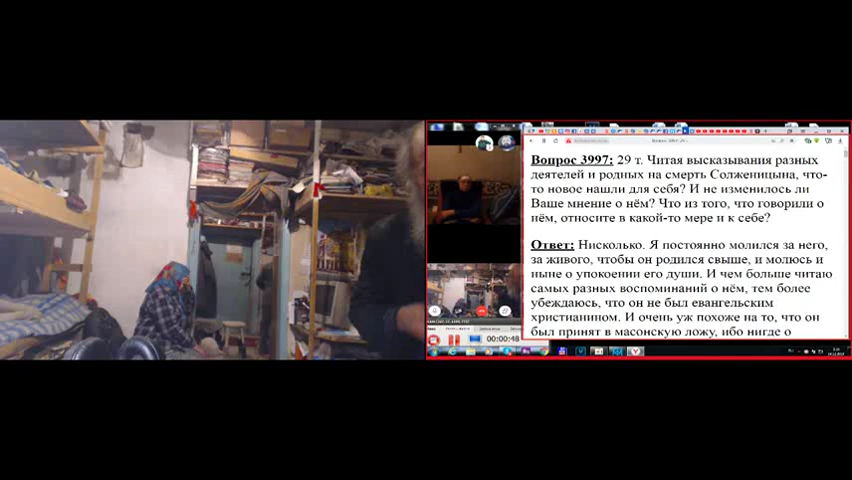 Вопрос 3997: 29 т. Читая высказывания разных
деятелей и родных на смерть Солженицына, что-
то новое нашли для себя? И не изменилось ли
Ваше мнение о нём? Что из того, что говорили о
нём, относите в какой-то мере и к себе?
Ответ: Нисколько. Я постоянно молился за него,
за живого, чтобы он родился свыше, и молюсь и
ныне о упокоении его души. И чем больше читаю
самых разных воспоминаний о нём, тем более
убеждаюсь, что он не был евангельским
христианином. И очень уж похоже на то, что он
был принят в масонскую ложу, ибо нигде о
00:00:48